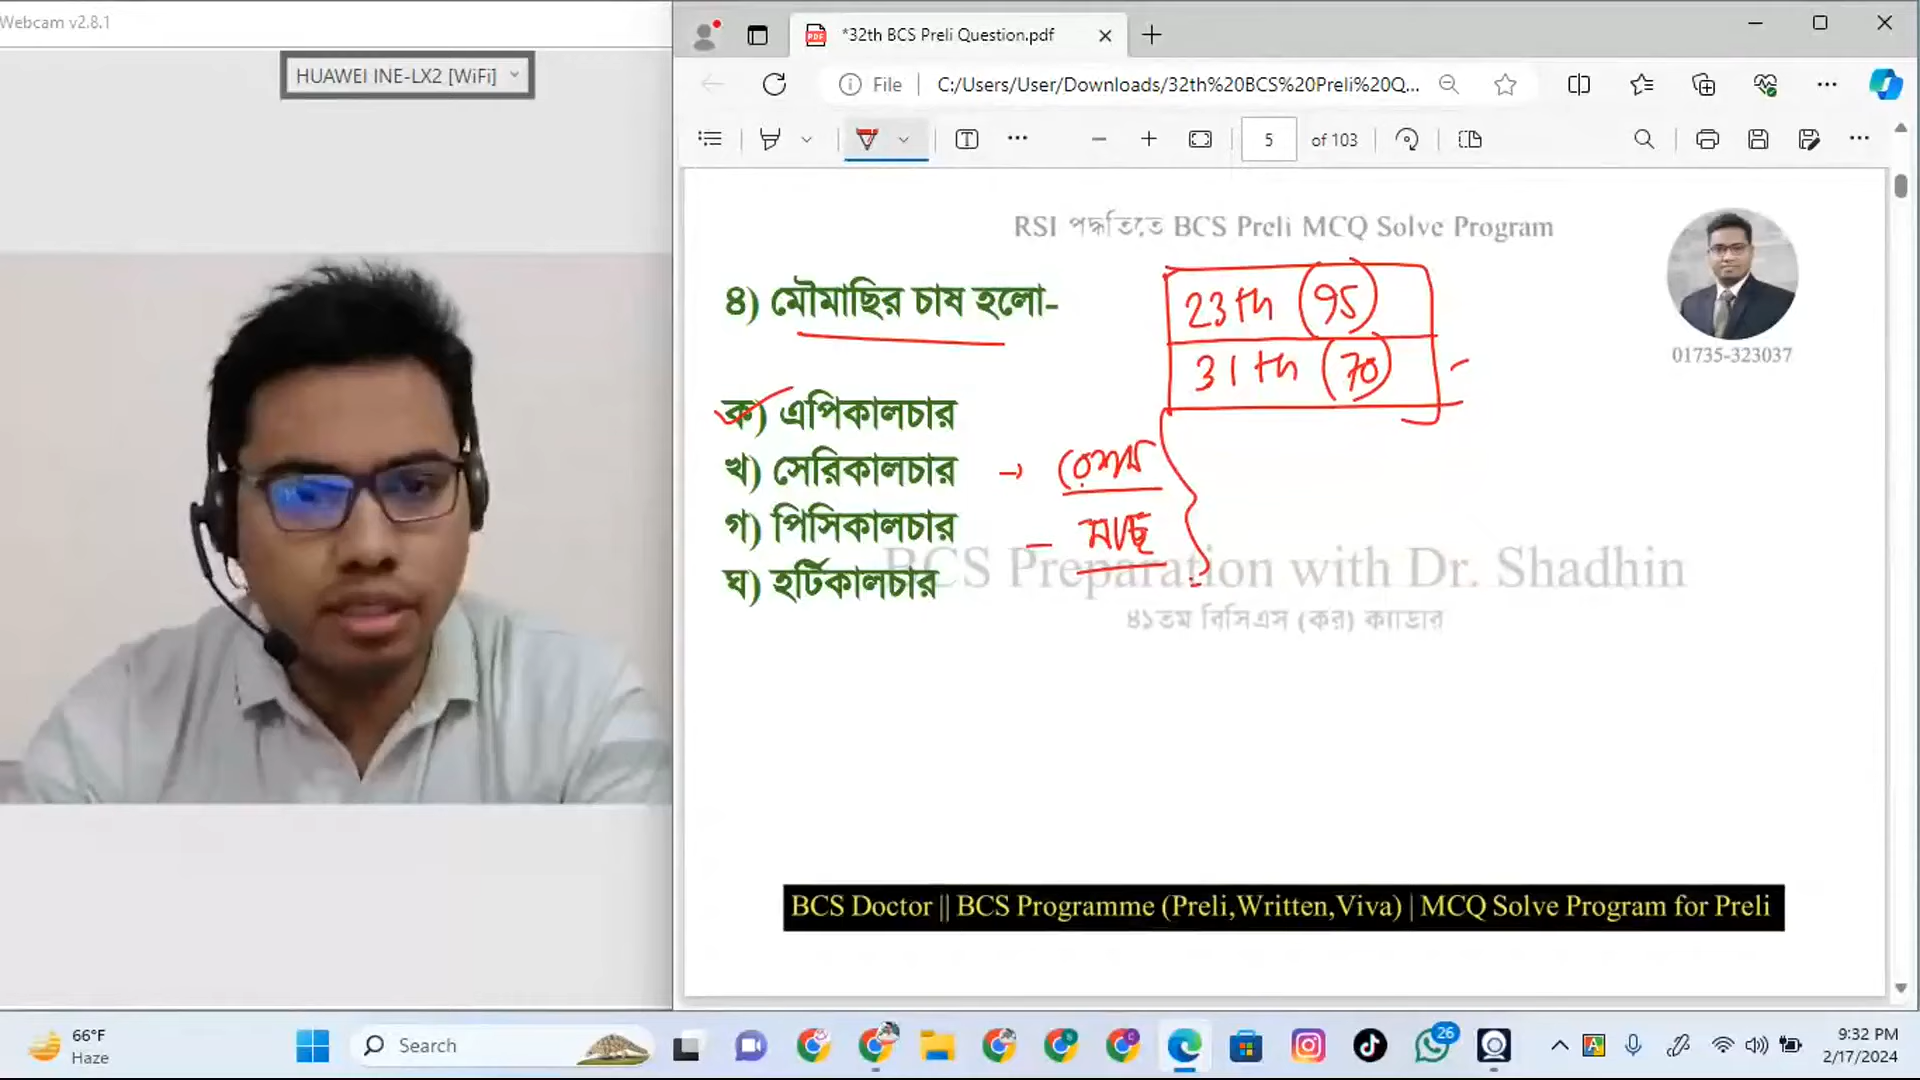 Webcam v2.8.1
HUAWEI INE-LX2 [WiFi]
*32th BCS Preli Question.pdf
File
C:/Users/User/Downloads/32th%20BCS%20Preli%20Q...
5 of 103
RSI পদ্ধতিতে BCS Preli MCQ Solve Program
01735-323037
৪) মৌমাছির চাষ হলো-
23th (95)
31th (70)
ক) এপিকালচার
খ) সেরিকালচার → রেশম
গ) পিসিকালচার – মাছ
ঘ) হর্টিকালচার
BCS Preparation with Dr. Shadhin
৪১তম বিসিএস (কর) ক্যাডার
BCS Doctor || BCS Programme (Preli,Written,Viva) | MCQ Solve Program for Preli
66°F
Haze
Search
26
9:32 PM
2/17/2024